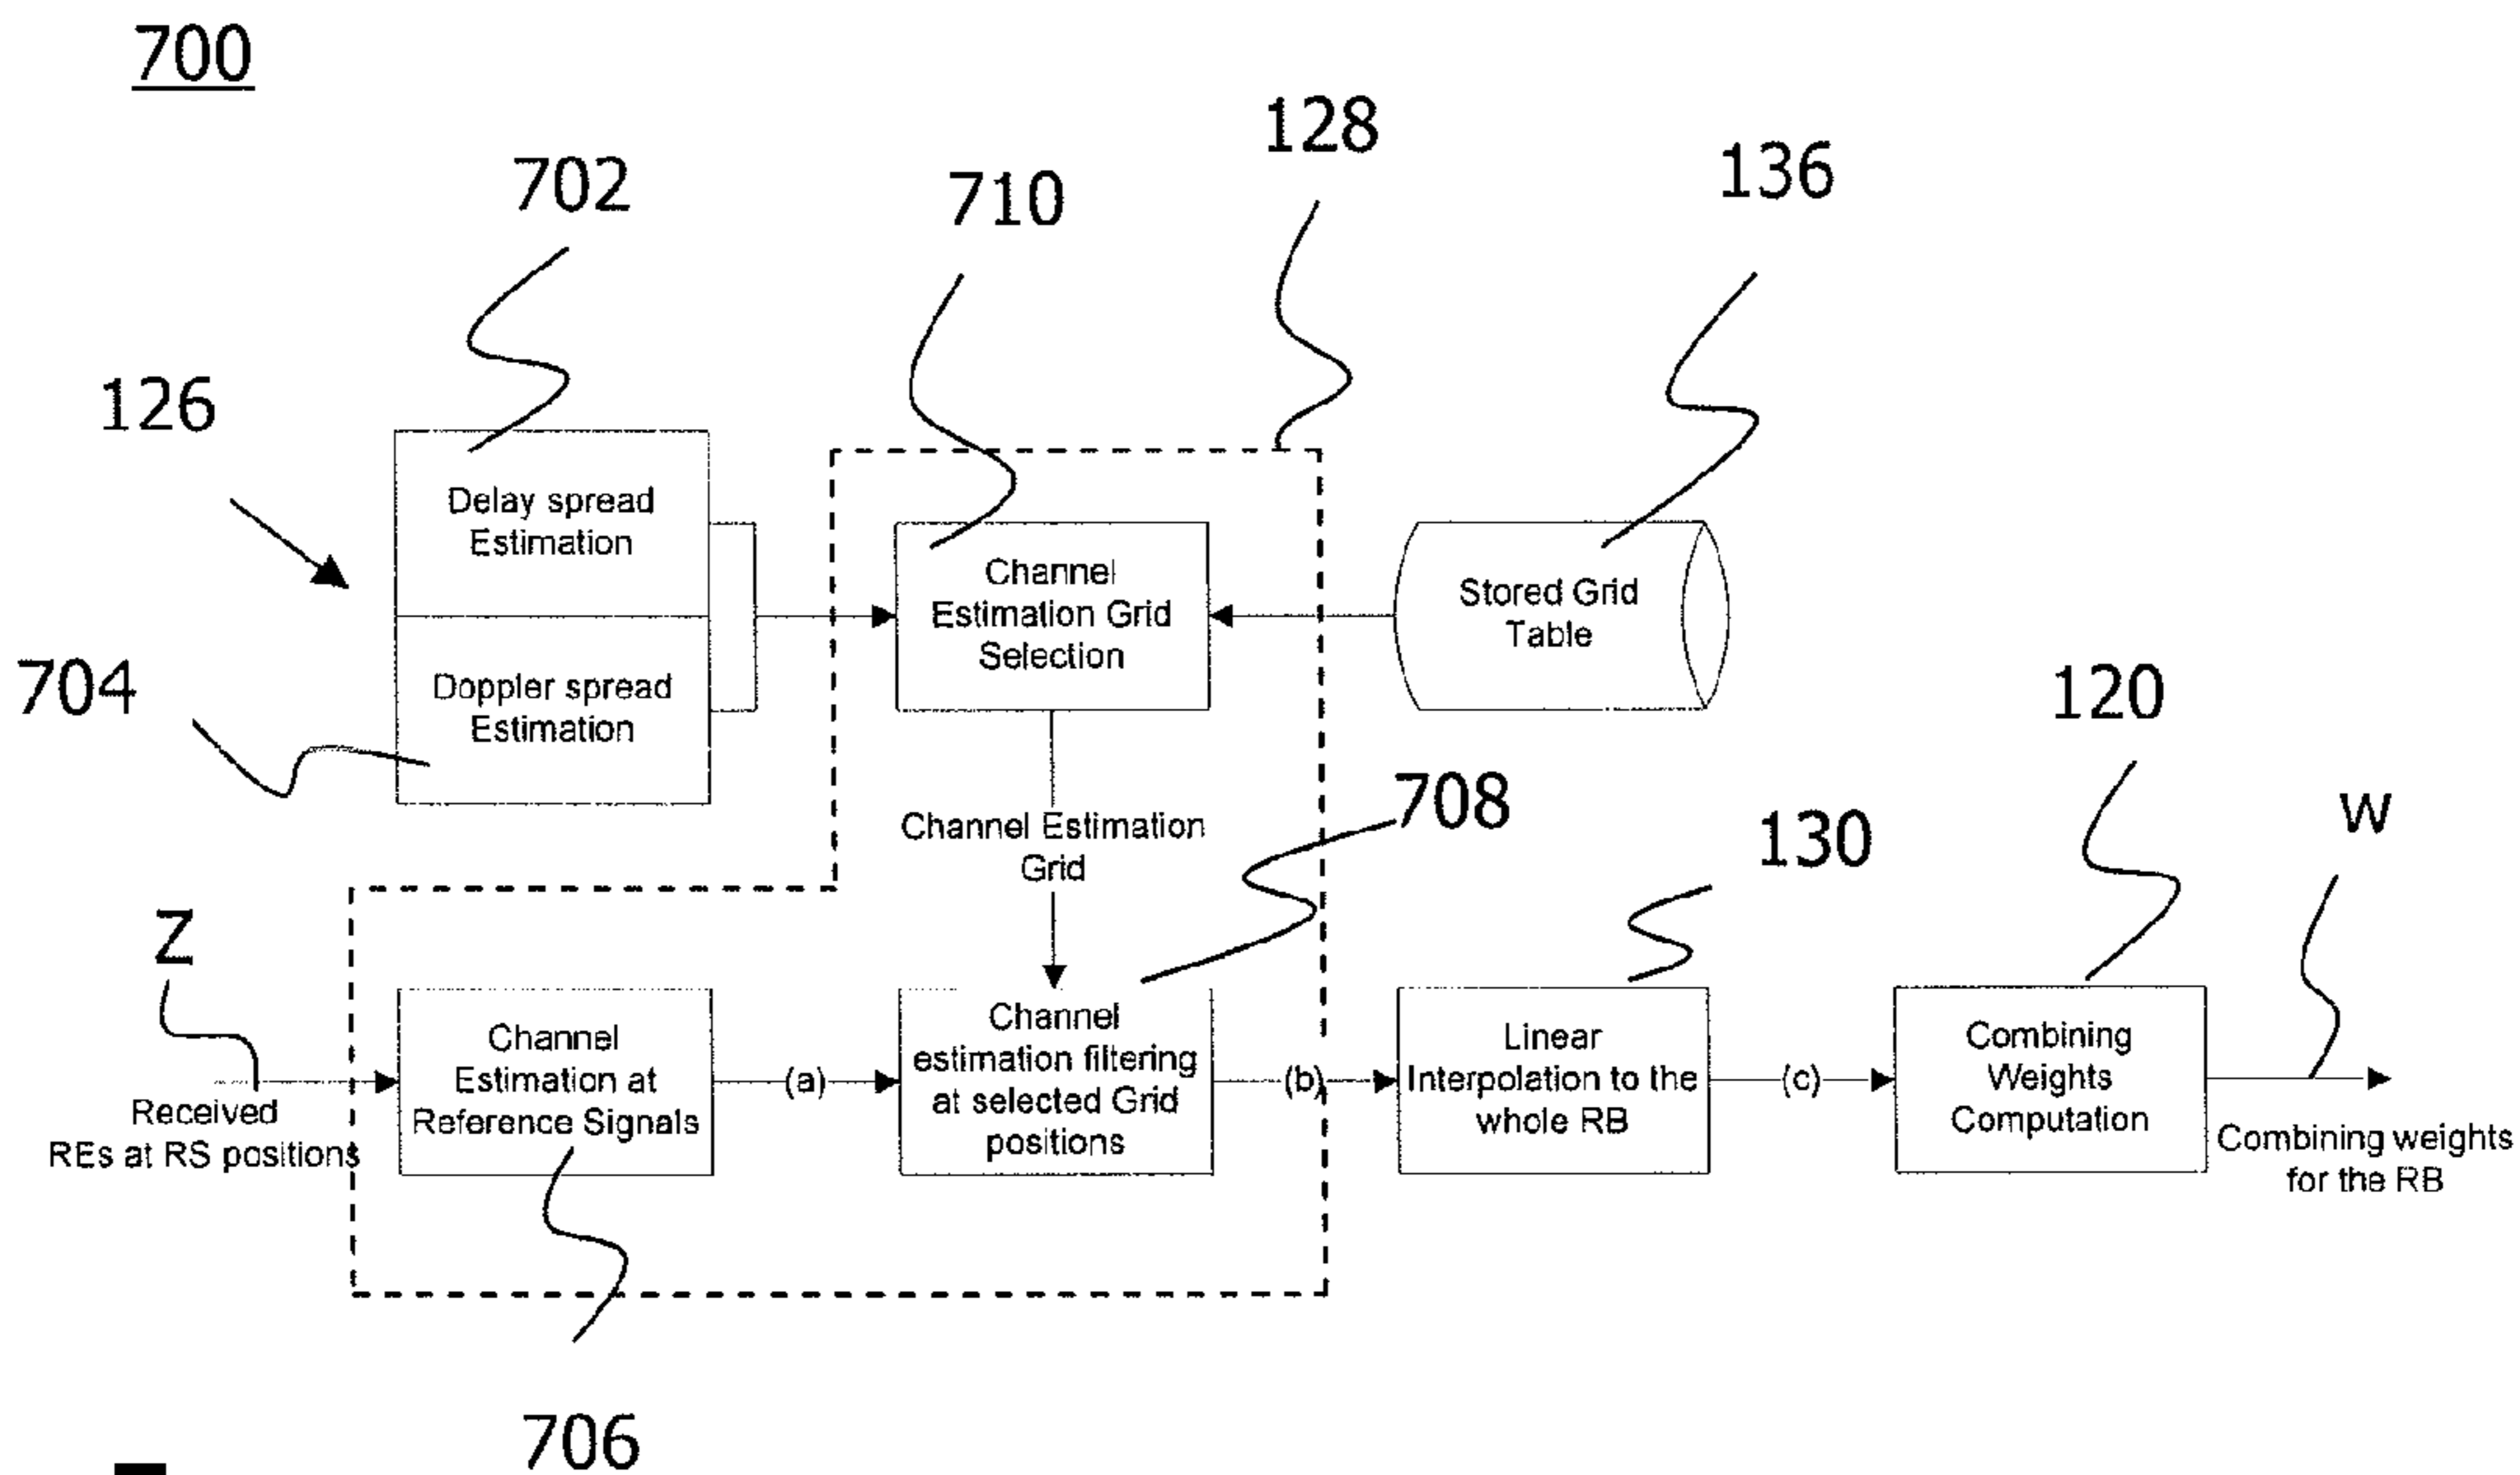 700
128
136
702
710
126
Delay spread
Estimation
Channel
Estimation Grid
Selection
Stored Grid
Table
704
Doppler spread
Estimation
120
708
W
Channel Estimation
Grid
130
Z
Channel
Estimation at
Reference Signals
(a)
Channel
estimation filtering
at selected Grid
positions
(b)
Linear
Interpolation to the
whole RB
(c)
Combining
Weights
Computation
Received
REs at RS positions
Combining weights
for the RB
706